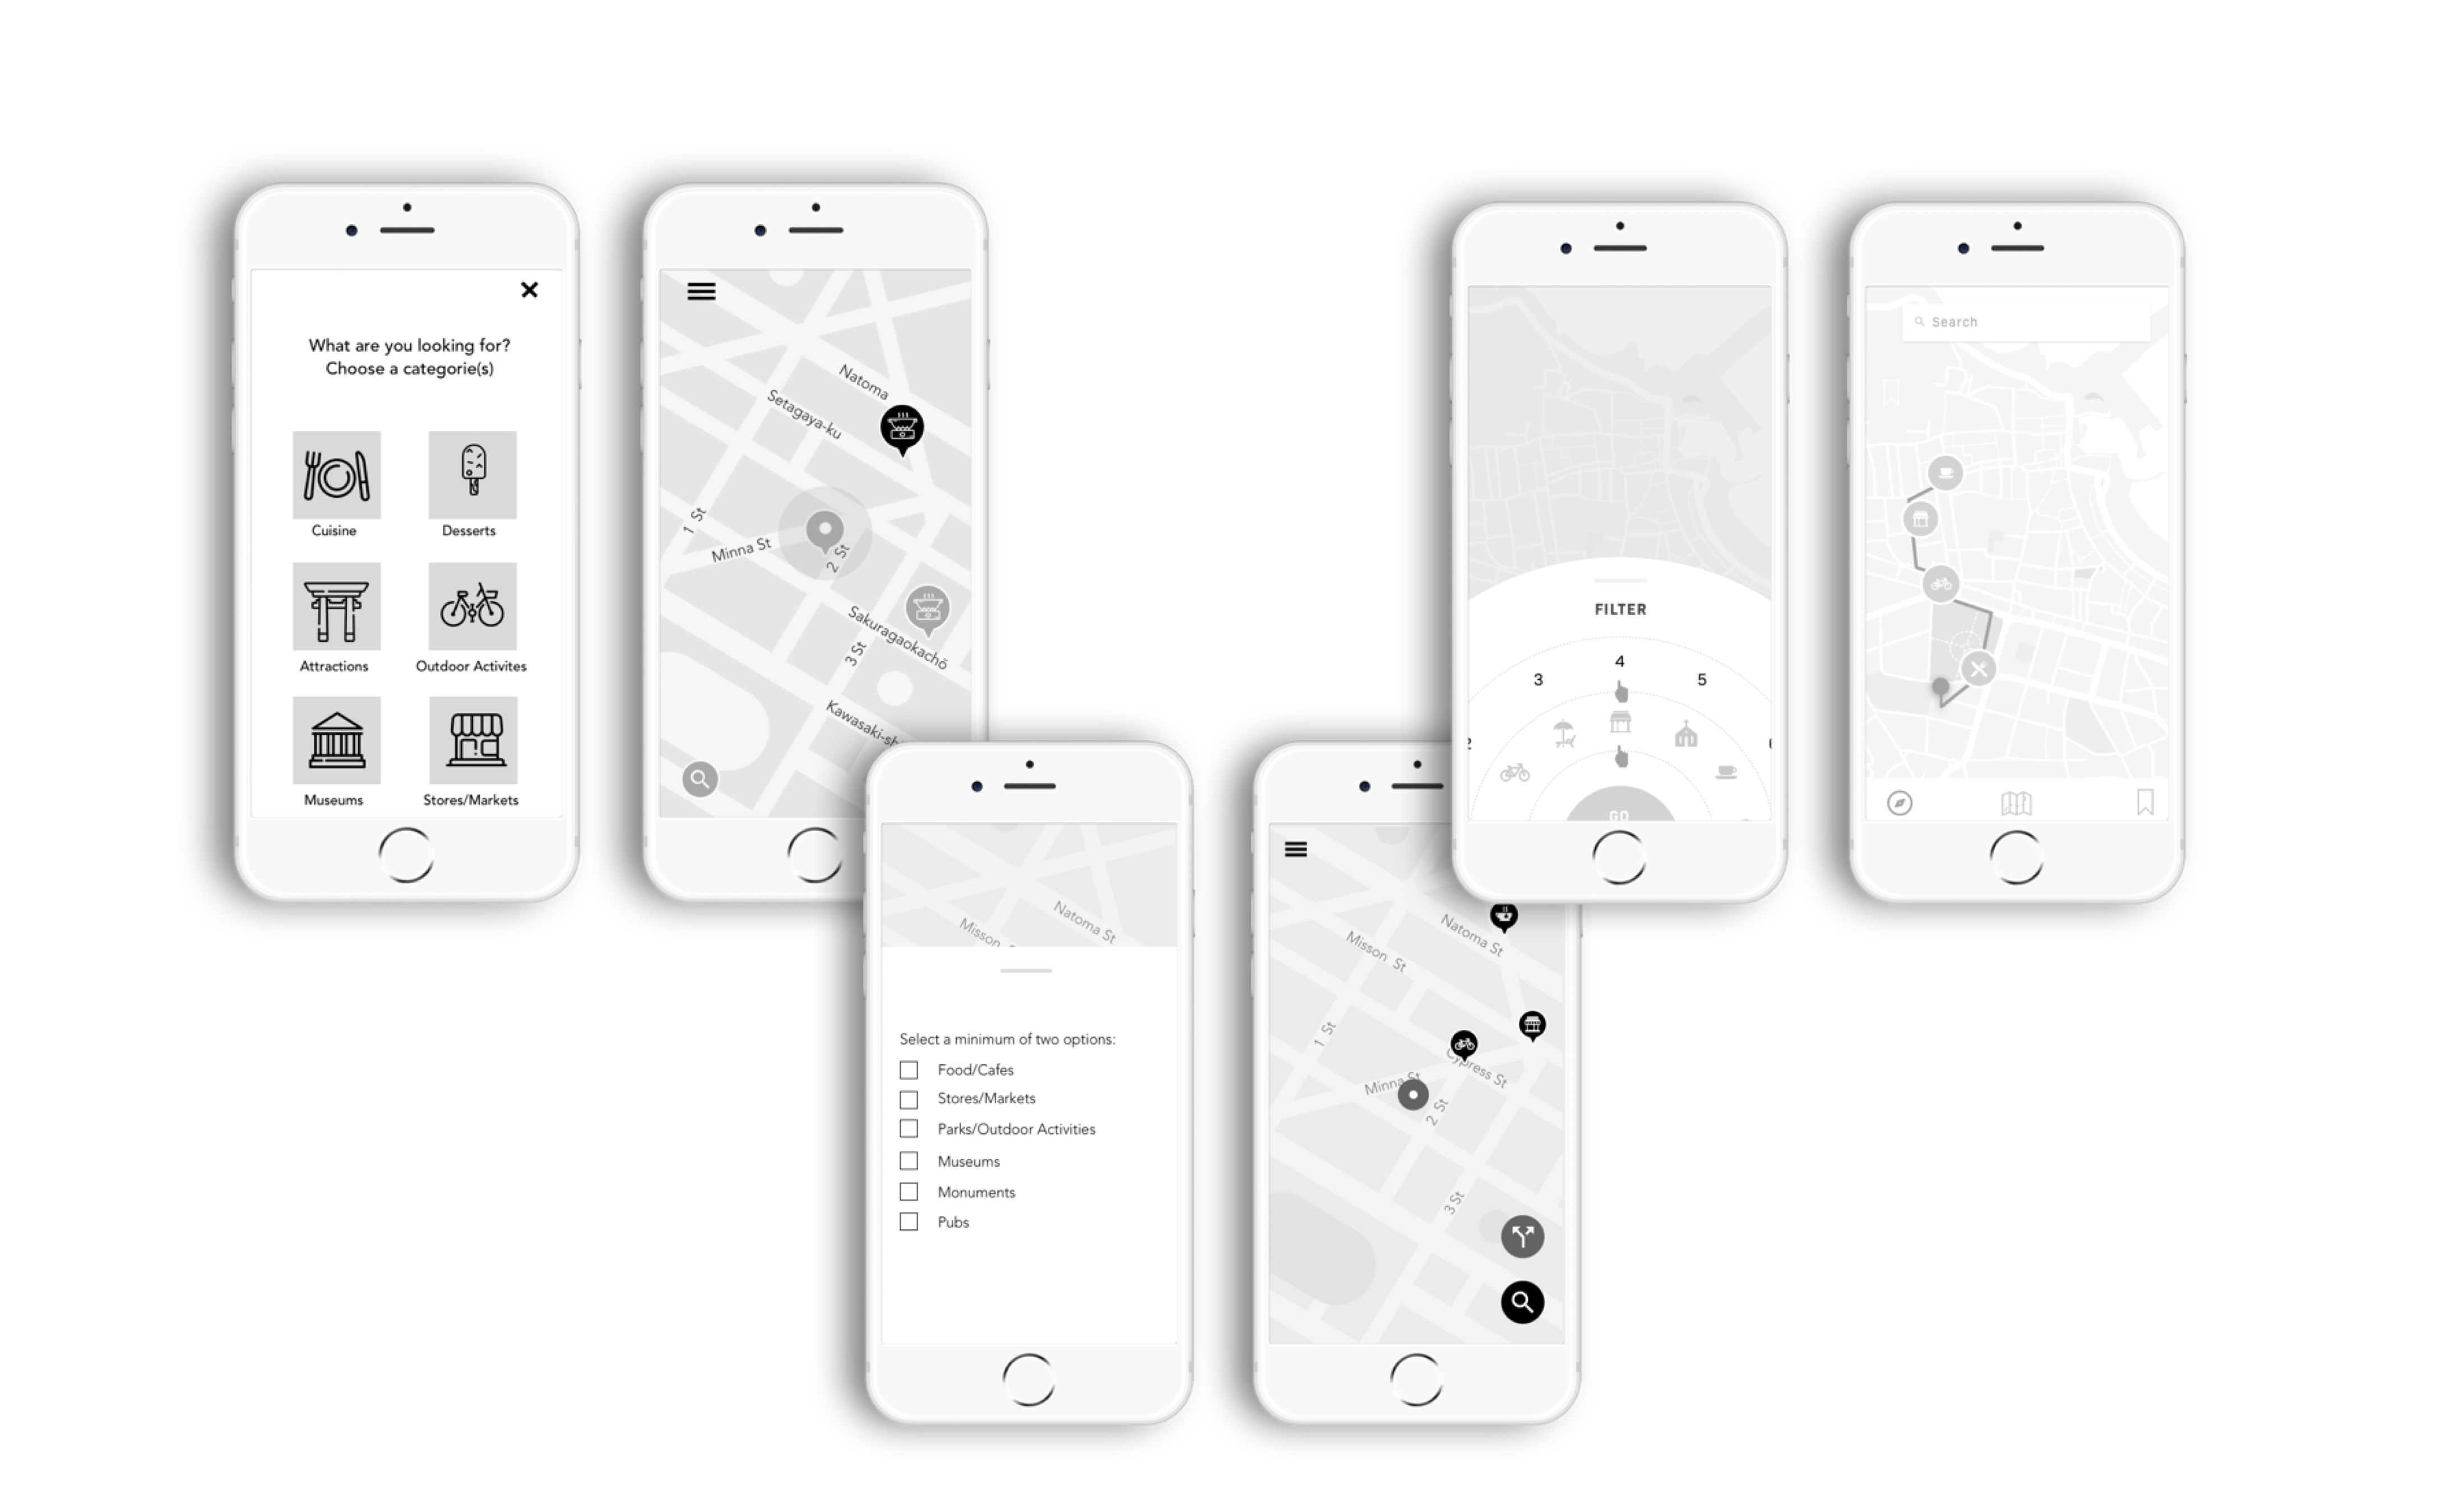 What are you looking for?
Choose a categorie(s)
Cuisine
Desserts
Attractions
Outdoor Activites
Museums
Stores/Markets
Natoma
Setagaya-ku
1 St
Minna St
2 St
Sakuragaokachō
3 St
Kawasaki-sh
Natoma St
Misson
Select a minimum of two options:
Food/Cafes
Stores/Markets
Parks/Outdoor Activities
Museums
Monuments
Pubs
Natoma St
Misson St
1 St
Cypress St
Minna St
2 St
3 St
FILTER
4
3
5
2
GO
Search